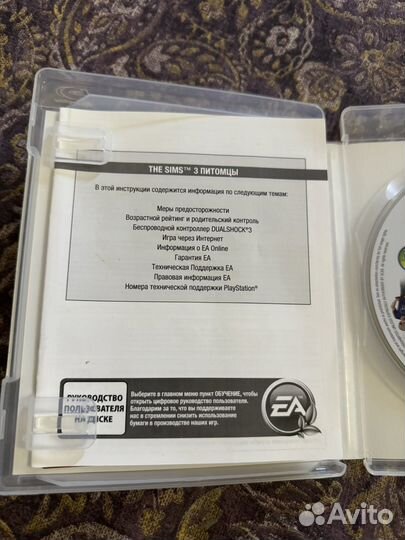 THE SIMS™ 3 ПИТОМЦЫ
В этой инструкции содержится информация по следующим темам:
Меры предосторожности
Возрастной рейтинг и родительский контроль
Беспроводной контроллер DUALSHOCK®3
Игра через Интернет
Информация о EA Online
Гарантия EA
Техническая Поддержка EA
Правовая информация EA
Номера технической поддержки PlayStation®
РУКОВОДСТВО
ПОЛЬЗОВАТЕЛЯ
НА ДИСКЕ
Выберите в главном меню пункт ОБУЧЕНИЕ, чтобы
открыть цифровое руководство пользователя.
Благодарим за то, что вы поддерживаете
нас в стремлении снизить использование
бумаги в производстве наших игр.
EA
Avito